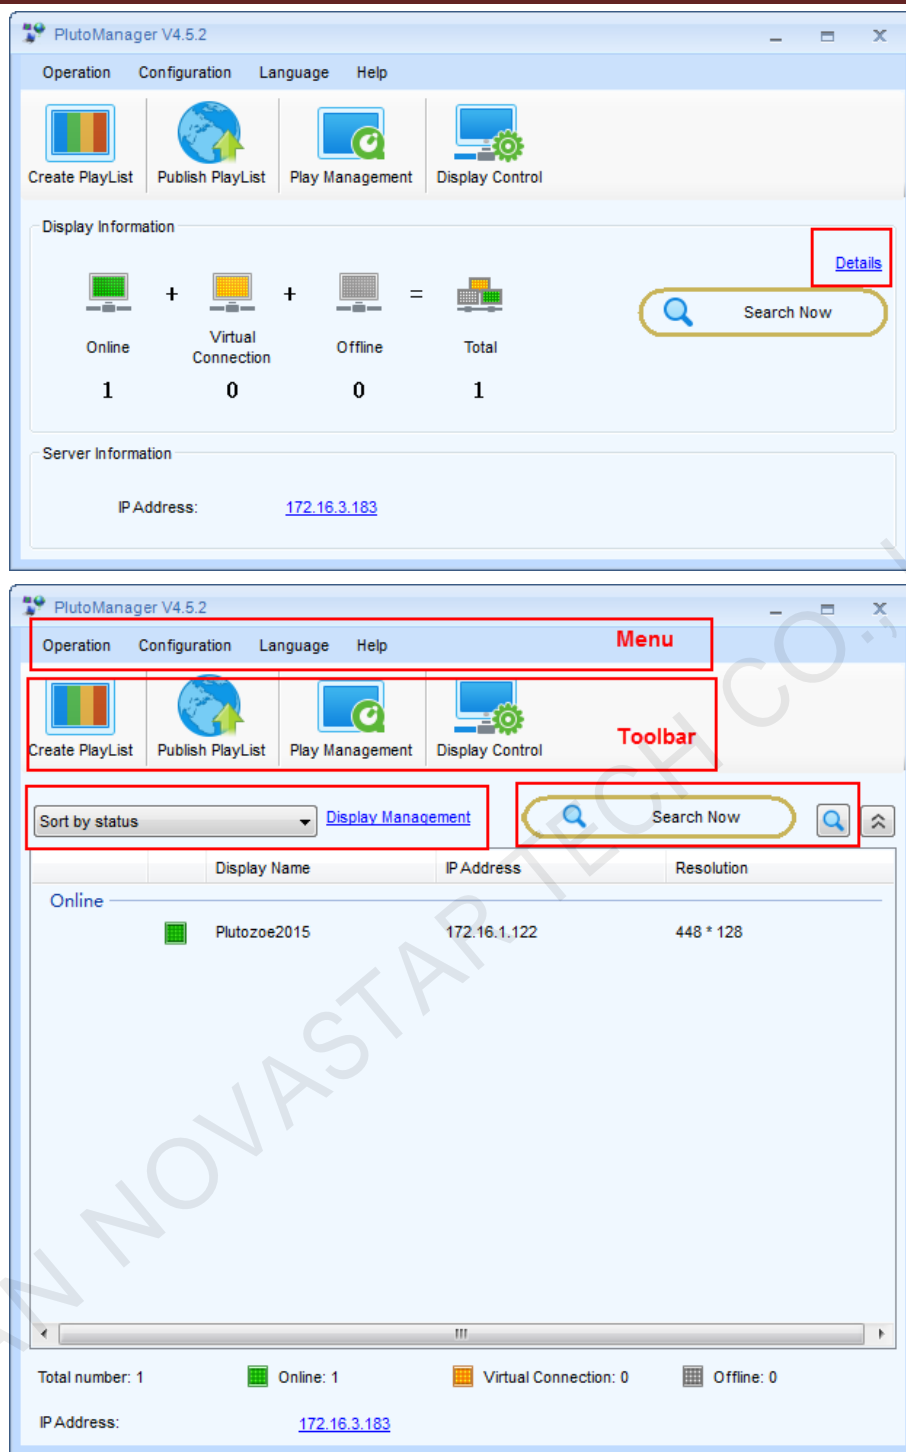 PlutoManager V4.5.2
Operation Configuration Language Help
Create PlayList Publish PlayList Play Management Display Control
Display Information
Details
+ + =
Search Now
Online Virtual Connection Offline Total
1 0 0 1
Server Information
IP Address: 172.16.3.183
PlutoManager V4.5.2
Operation Configuration Language Help Menu
Create PlayList Publish PlayList Play Management Display Control Toolbar
Sort by status Display Management Search Now
Display Name IP Address Resolution
Online
Plutozoe2015 172.16.1.122 448 * 128
Total number: 1 Online: 1 Virtual Connection: 0 Offline: 0
IP Address: 172.16.3.183
AN NOVASTAR TECH CO.,